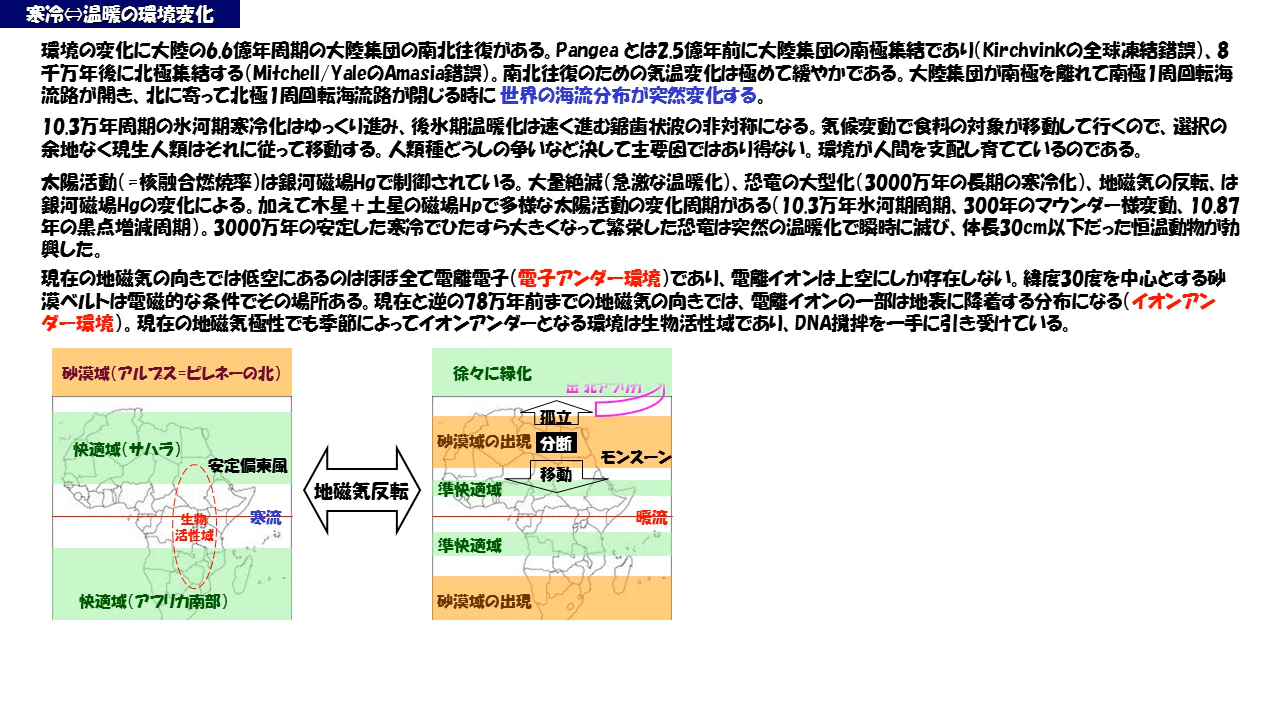 寒冷⇔温暖の環境変化
環境の変化に大陸の6.6億年周期の大陸集団の南北往復がある。Pangea とは2.5億年前に大陸集団の南極集結であり(Kirchvinkの全球凍結錯誤)、8
千万年後に北極集結する(Mitchell/YaleのAmasia錯誤)。南北往復のための気温変化は極めて緩やかである。大陸集団が南極を離れて南極1周回転海
流路が開き、北に寄って北極1周回転海流路が閉じる時に 世界の海流分布が突然変化する。
10.3万年周期の氷河期寒冷化はゆっくり進み、後氷期温暖化は速く進む鋸歯状波の非対称になる。気候変動で食料の対象が移動して行くので、選択の
余地なく現生人類はそれに従って移動する。人類種どうしの争いなど決して主要因ではあり得ない。環境が人間を支配し育てているのである。
太陽活動(=核融合燃焼率)は銀河磁場Hgで制御されている。大量絶滅(急激な温暖化)、恐竜の大型化(3000万年の長期の寒冷化)、地磁気の反転、は
銀河磁場Hgの変化による。加えて木星+土星の磁場Hpで多様な太陽活動の変化周期がある(10.3万年氷河期周期、300年のマウンダー様変動、10.87
年の黒点増減周期)。3000万年の安定した寒冷でひたすら大きくなって繁栄した恐竜は突然の温暖化で瞬時に滅び、体長30cm以下だった恒温動物が勃
興した。
現在の地磁気の向きでは低空にあるのはほぼ全て電離電子(電子アンダー環境)であり、電離イオンは上空にしか存在しない。緯度30度を中心とする砂
漠ベルトは電磁的な条件でその場所ある。現在と逆の78万年前までの地磁気の向きでは、電離イオンの一部は地表に降着する分布になる(イオンアン
ダー環境)。現在の地磁気極性でも季節によってイオンアンダーとなる環境は生物活性域であり、DNA撹拌を一手に引き受けている。
砂漠域(アルプス=ピレネーの北)
快適域(サハラ)
安定偏東風
生物
活性域
寒流
快適域(アフリカ南部)
地磁気反転
徐々に緑化
出 北アフリカ
孤立
砂漠域の出現
分断
モンスーン
移動
準快適域
暖流
準快適域
砂漠域の出現